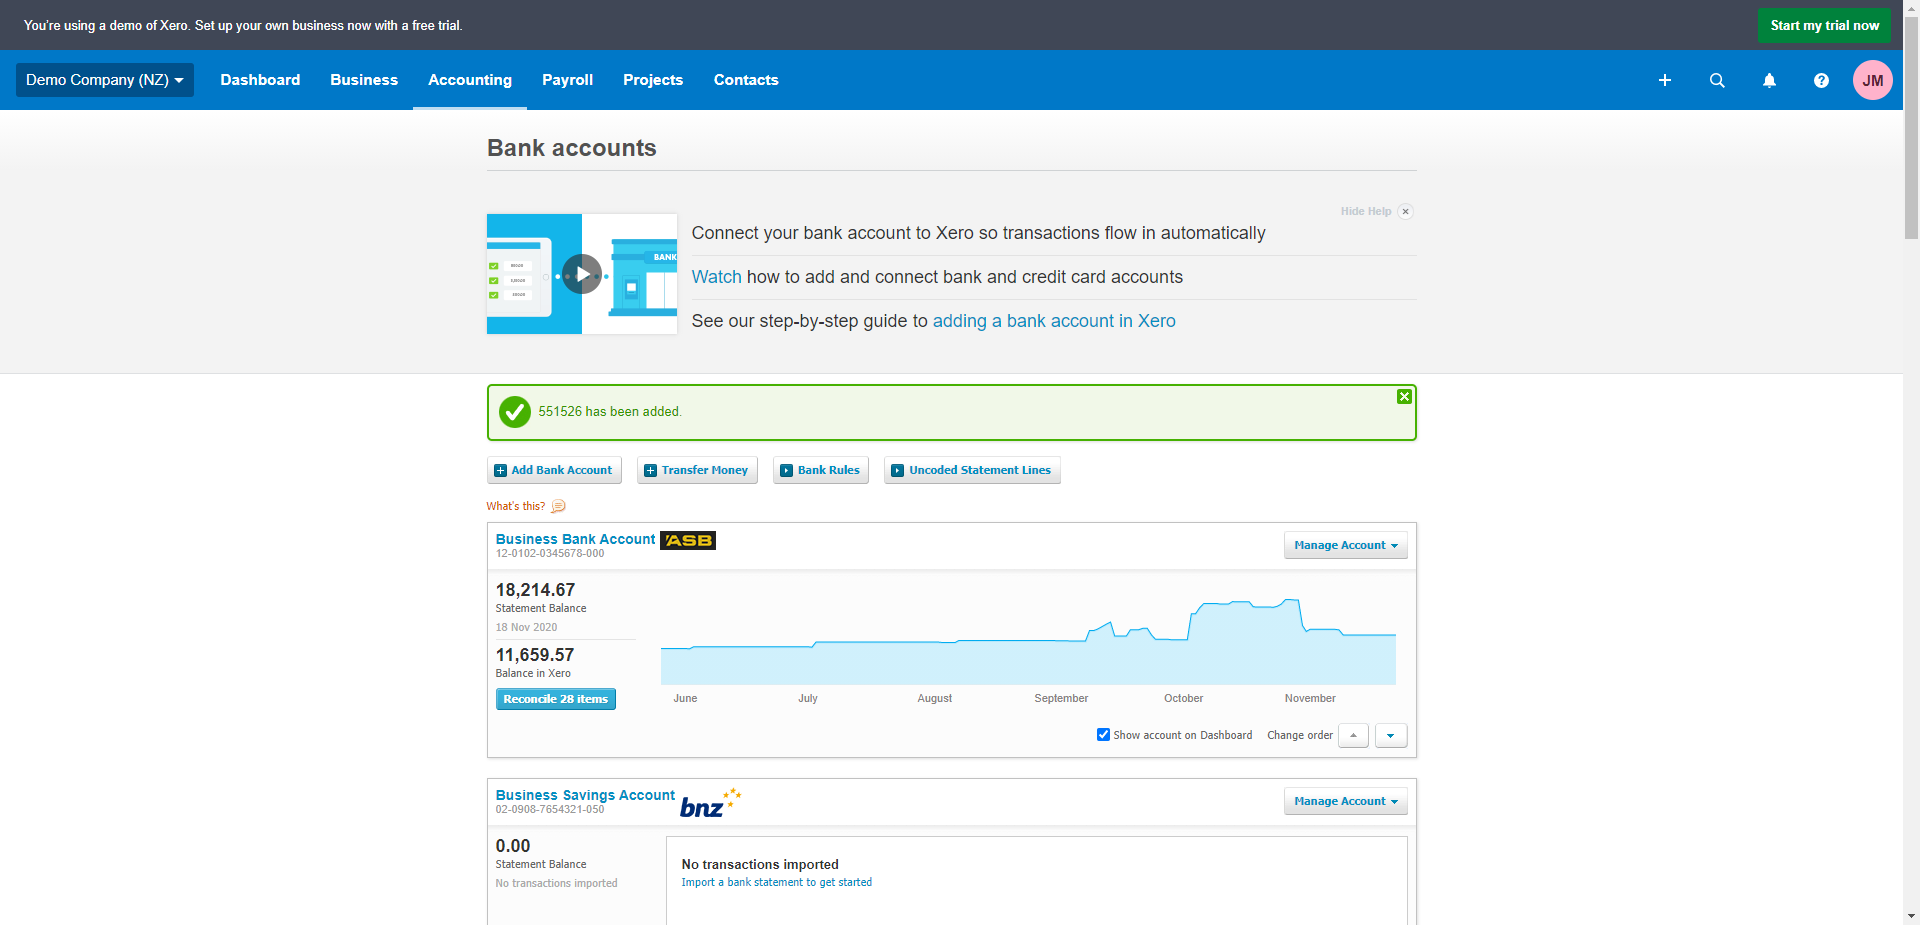 You're using a demo of Xero. Set up your own business now with a free trial.
Start my trial now
Demo Company (NZ)
Dashboard
Business
Accounting
Payroll
Projects
Contacts
JM
Bank accounts
Hide Help
BANK
Connect your bank account to Xero so transactions flow in automatically
Watch how to add and connect bank and credit card accounts
See our step-by-step guide to adding a bank account in Xero
551526 has been added.
Add Bank Account
Transfer Money
Bank Rules
Uncoded Statement Lines
What's this?
Business Bank Account
ASB
12-0102-0345678-000
Manage Account
18,214.67
Statement Balance
18 Nov 2020
11,659.57
Balance in Xero
Reconcile 28 items
June
July
August
September
October
November
Show account on Dashboard
Change order
Business Savings Account
bnz
02-0908-7654321-050
Manage Account
0.00
Statement Balance
No transactions imported
No transactions imported
Import a bank statement to get started